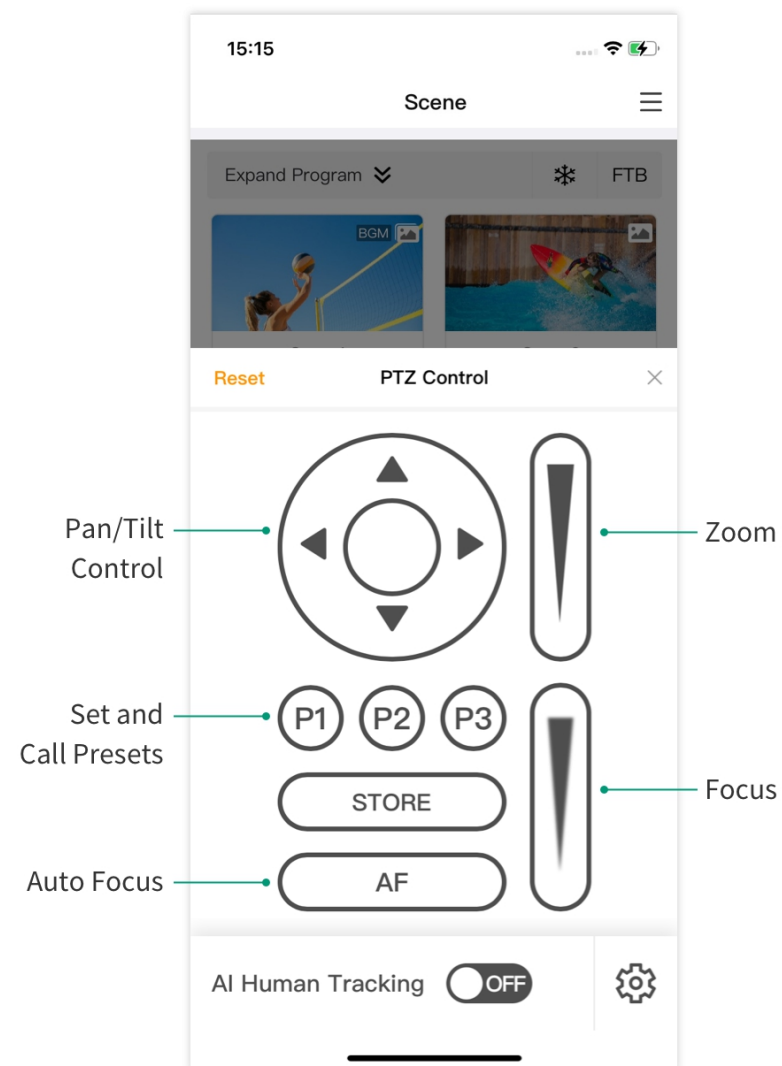 15:15
Scene
Expand Program
FTB
BGM
Reset
PTZ Control
Pan/Tilt
Control
Zoom
Set and
Call Presets
P1
P2
P3
STORE
Focus
Auto Focus
AF
AI Human Tracking
OFF